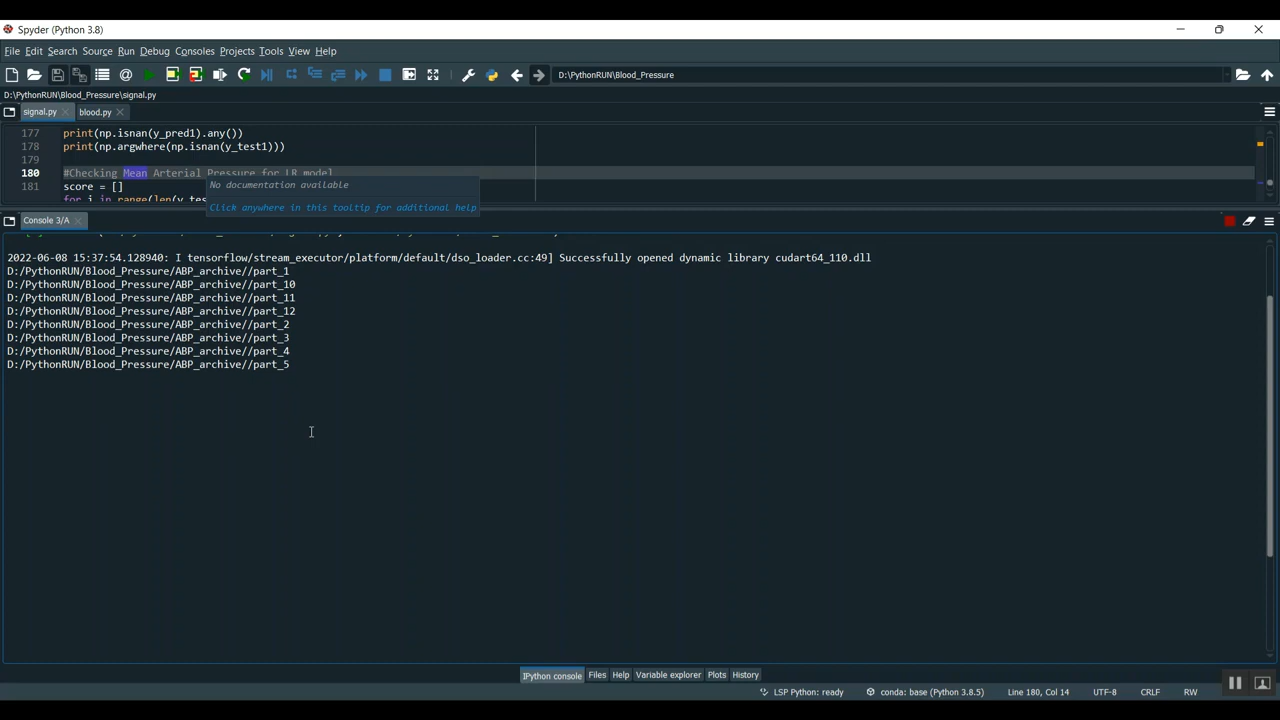 Spyder (Python 3.8)
File Edit Search Source Run Debug Consoles Projects Tools View Help
D:\PythonRUN\Blood_Pressure
D:\PythonRUN\Blood_Pressure\signal.py
signal.py blood.py
177 print(np.isnan(y_pred1).any())
178 print(np.argwhere(np.isnan(y_test1)))
179
180 #Checking Mean Arterial Pressure for LR model
No documentation available
181 score = []
for i in range(len(y_tes
Click anywhere in this tooltip for additional help
Console 3/A
2022-06-08 15:37:54.128940: I tensorflow/stream_executor/platform/default/dso_loader.cc:49] Successfully opened dynamic library cudart64_110.dll
D:/PythonRUN/Blood_Pressure/ABP_archive//part_1
D:/PythonRUN/Blood_Pressure/ABP_archive//part_10
D:/PythonRUN/Blood_Pressure/ABP_archive//part_11
D:/PythonRUN/Blood_Pressure/ABP_archive//part_12
D:/PythonRUN/Blood_Pressure/ABP_archive//part_2
D:/PythonRUN/Blood_Pressure/ABP_archive//part_3
D:/PythonRUN/Blood_Pressure/ABP_archive//part_4
D:/PythonRUN/Blood_Pressure/ABP_archive//part_5
IPython console Files Help Variable explorer Plots History
LSP Python: ready conda: base (Python 3.8.5) Line 180, Col 14 UTF-8 CRLF RW